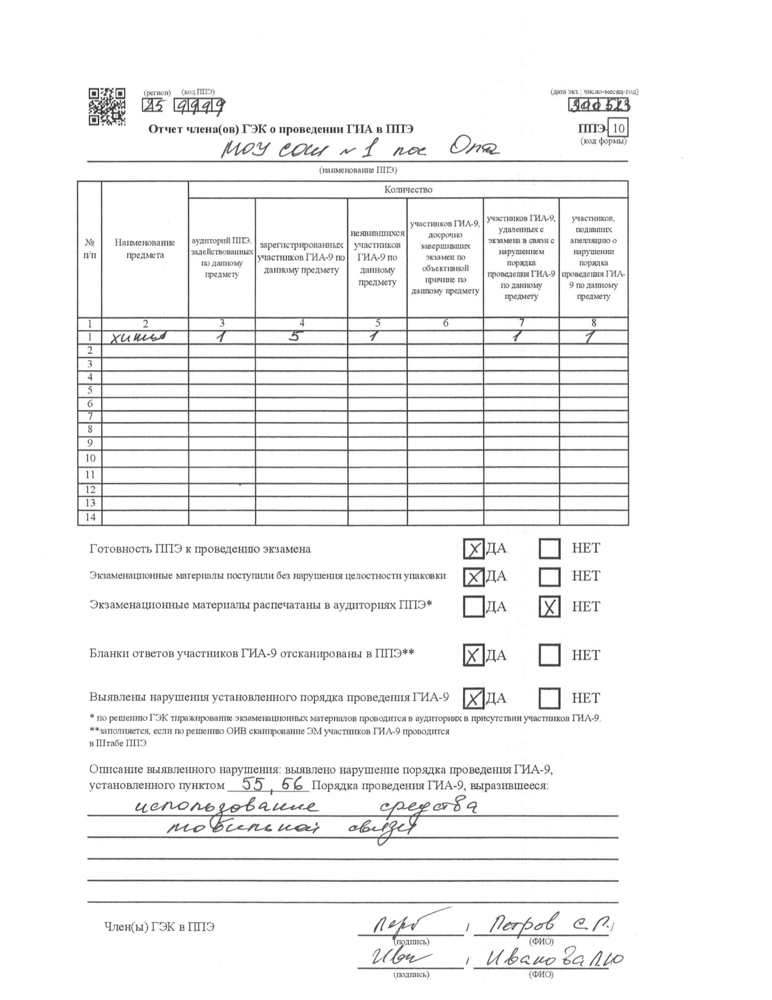 (регион) (код ППЭ) (дата экз.: число-месяц-год)
25 9999 300523
Отчет члена(ов) ГЭК о проведении ГИА в ППЭ ППЭ-10
(код формы)
МОУ СОШ N 1 пос
(наименование ППЭ)
№ п/п
Наименование предмета
Количество
аудиторий ППЭ, задействованных по данному предмету
зарегистрированных участников ГИА-9 по данному предмету
неявившихся участников ГИА-9 по данному предмету
участников ГИА-9, досрочно завершивших экзамен по объективной причине по данному предмету
участников ГИА-9, удаленных с экзамена в связи с нарушением порядка проведения ГИА-9 по данному предмету
участников, подавших апелляцию о нарушении порядка проведения ГИА-9 по данному предмету
1 2 3 4 5 6 7 8
1 химия 1 5 1 1 1
2
3
4
5
6
7
8
9
10
11
12
13
14
Готовность ППЭ к проведению экзамена X ДА НЕТ
Экзаменационные материалы поступили без нарушения целостности упаковки X ДА НЕТ
Экзаменационные материалы распечатаны в аудиториях ППЭ* ДА X НЕТ
Бланки ответов участников ГИА-9 отсканированы в ППЭ** X ДА НЕТ
Выявлены нарушения установленного порядка проведения ГИА-9 X ДА НЕТ
* по решению ГЭК тиражирование экзаменационных материалов проводится в аудиториях в присутствии участников ГИА-9.
**заполняется, если по решению ОИВ сканирование ЭМ участников ГИА-9 проводится
в Штабе ППЭ.
Описание выявленного нарушения: выявлено нарушение порядка проведения ГИА-9,
установленного пунктом 55, 56 Порядка проведения ГИА-9, выразившееся:
использование средства
мобильной связи
Член(ы) ГЭК в ППЭ / Петров С.П.
(подпись) (ФИО)
Иван / Иванова Л.Ю
(подпись) (ФИО)